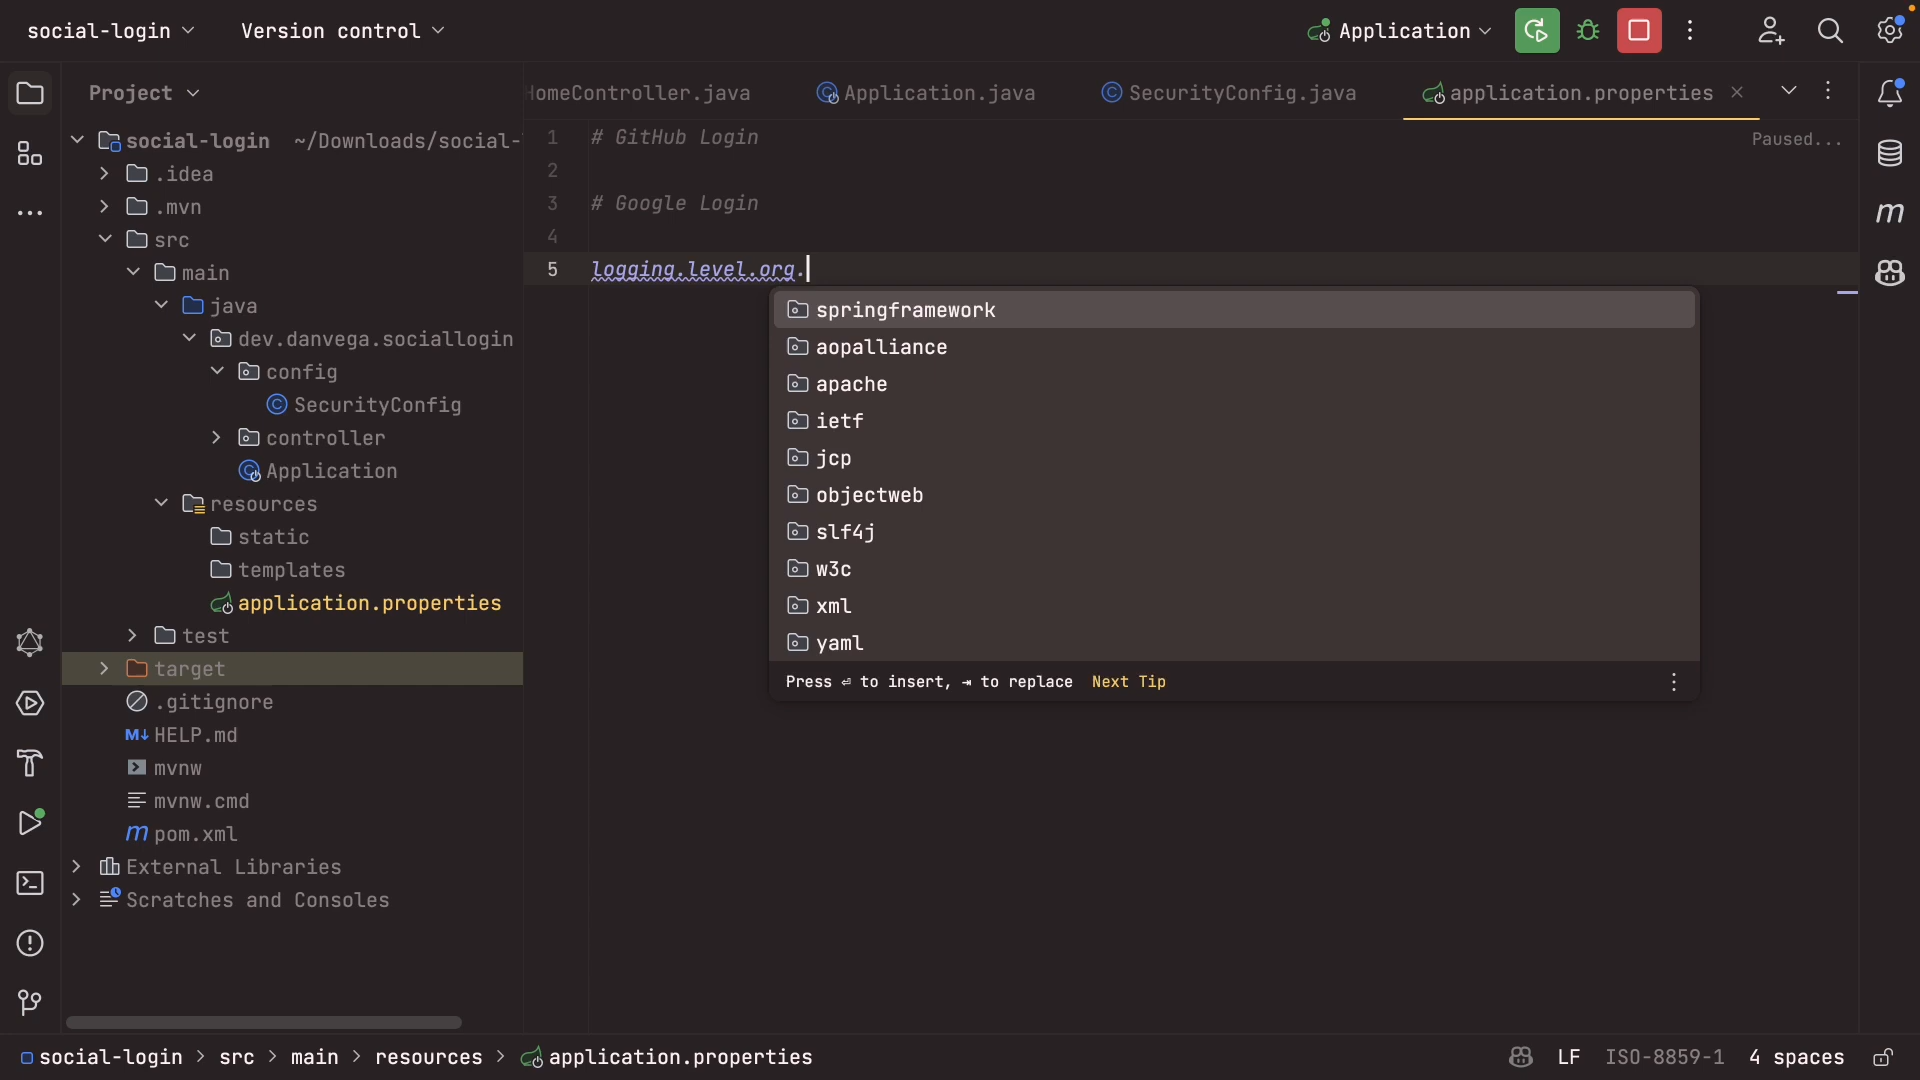 social-login
Version control
Application
Project
HomeController.java
Application.java
SecurityConfig.java
application.properties
social-login ~/Downloads/social-
.idea
.mvn
src
main
java
dev.danvega.sociallogin
config
SecurityConfig
controller
Application
resources
static
templates
application.properties
test
target
.gitignore
M↓ HELP.md
mvnw
mvnw.cmd
m pom.xml
External Libraries
Scratches and Consoles
1 # GitHub Login
2
3 # Google Login
4
5 logging.level.org.
Paused...
springframework
aopalliance
apache
ietf
jcp
objectweb
slf4j
w3c
xml
yaml
Press ⏎ to insert, ⇥ to replace Next Tip
m
social-login > src > main > resources > application.properties
LF ISO-8859-1 4 spaces